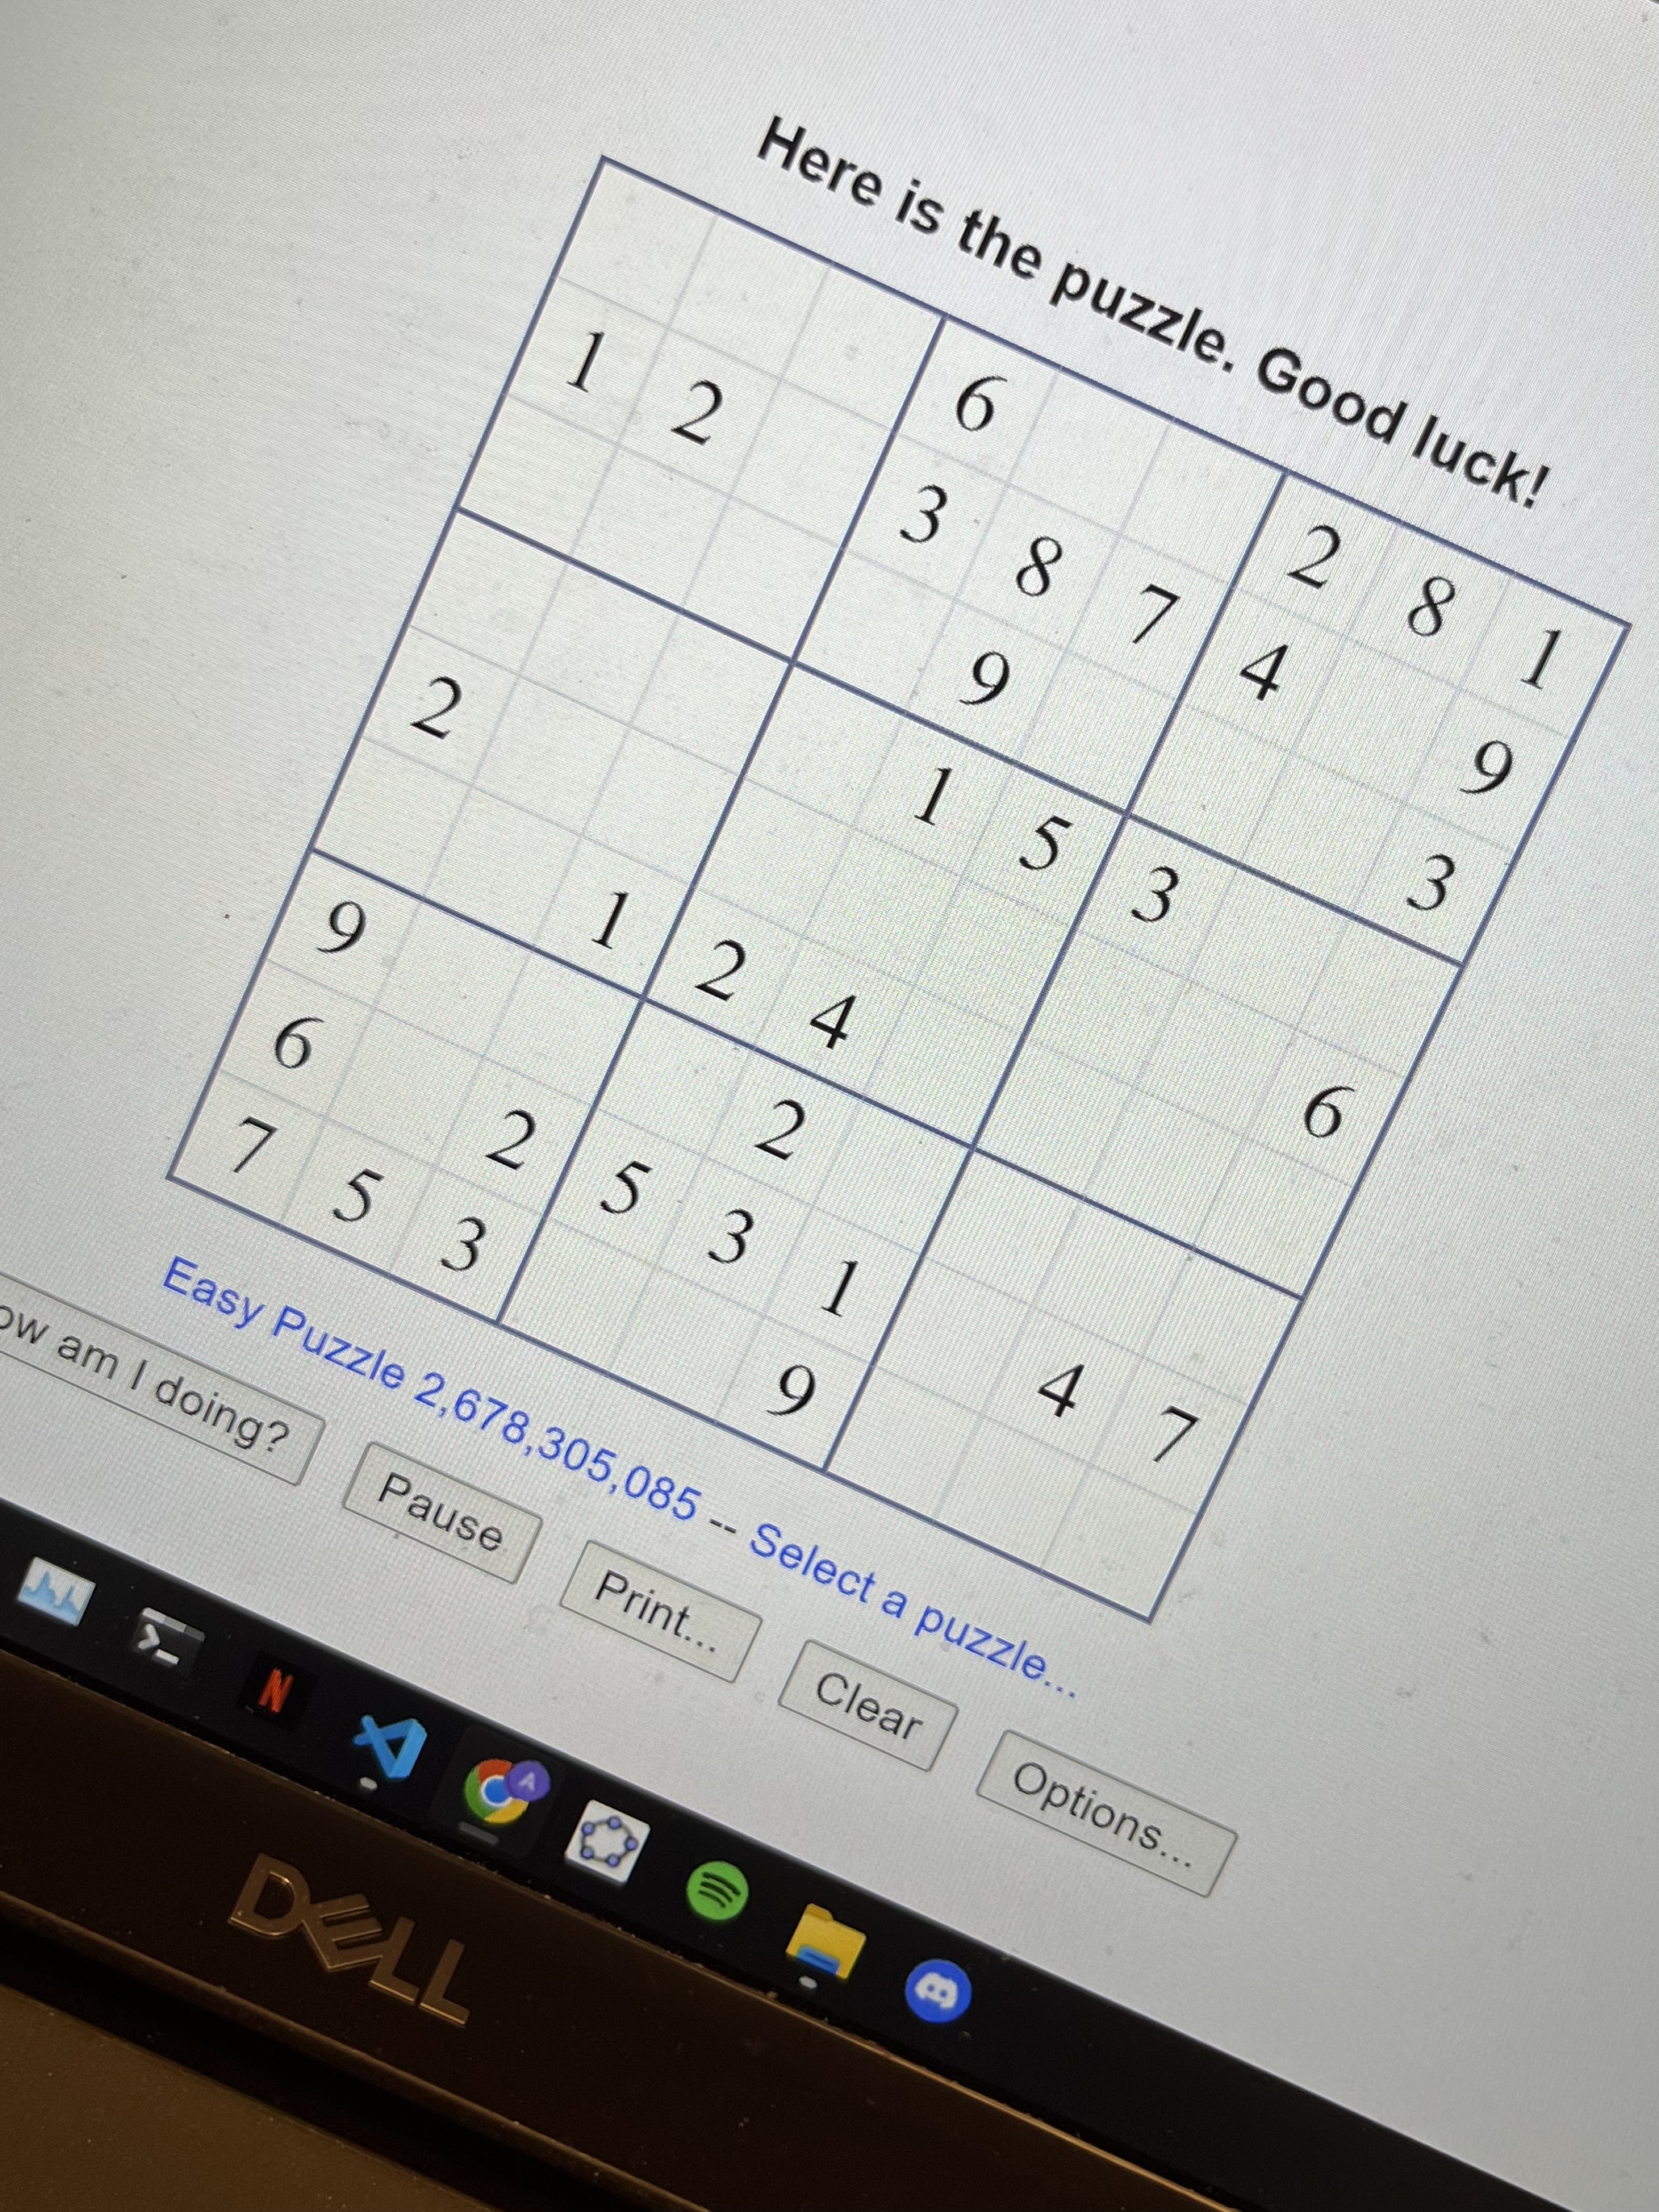 Here is the puzzle. Good luck!
6 2 8 1
1 2 3 8 7 4 9
9 3
1 5 3
2 6
1 2 4
9 2
6 2 5 3 1 4 7
7 5 3 9
Easy Puzzle 2,678,305,085 -- Select a puzzle...
ow am I doing? Pause Print... Clear Options...
N A
DELL